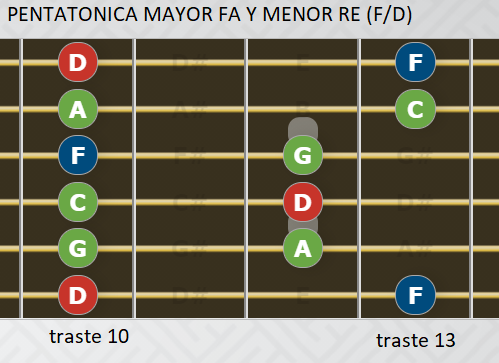 PENTATONICA MAYOR FA Y MENOR RE (F/D)
D D# E F
A A# B C
F F# G G#
C C# D D#
G G# A A#
D D# E F
traste 10 traste 13